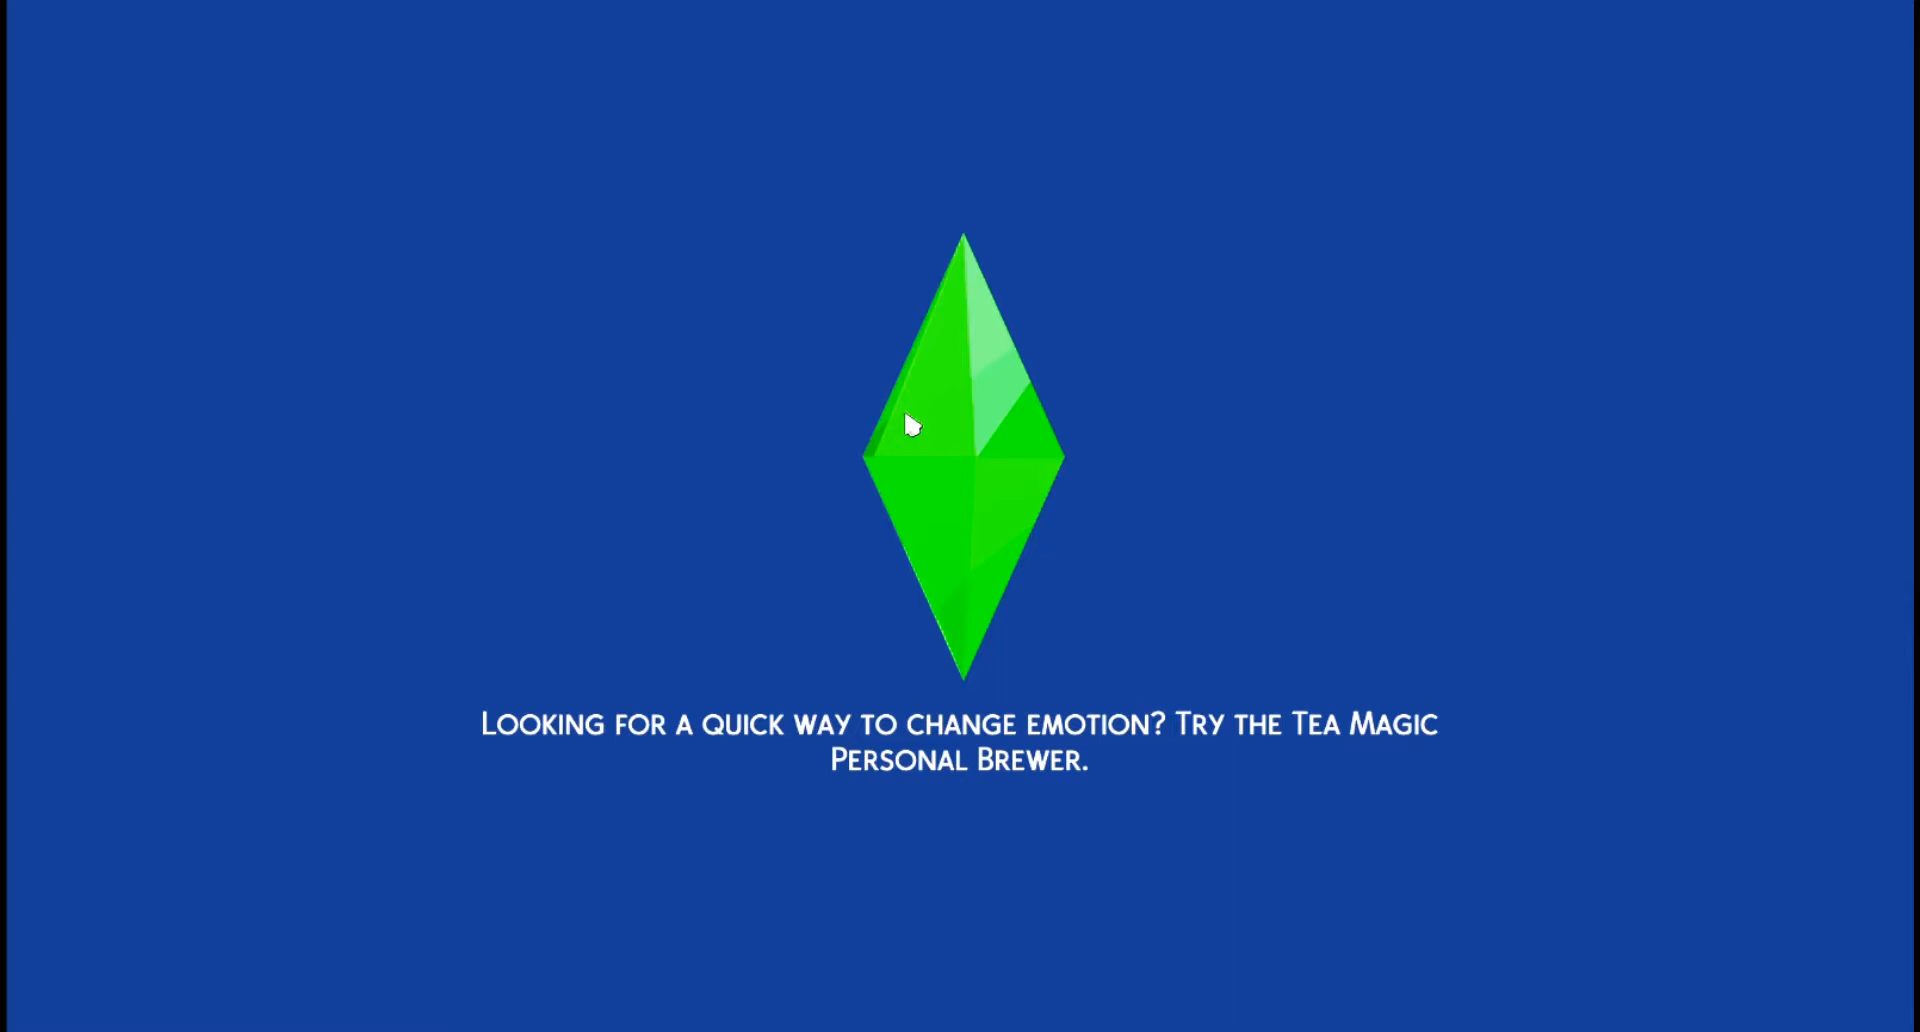 Looking for a quick way to change emotion? Try the Tea Magic
Personal Brewer.